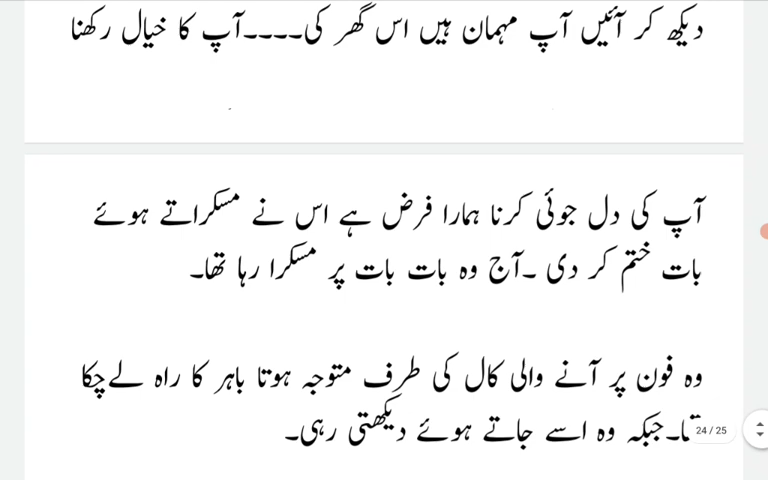 دیکھ کر آئیں آپ مہمان ہیں اس گھر کی۔۔۔۔آپ کا خیال رکھنا
آپ کی دل جوئی کرنا ہمارا فرض ہے اس نے مسکراتے ہوئے
بات ختم کر دی ۔آج وہ بات بات پر مسکرا رہا تھا۔
وہ فون پر آنے والی کال کی طرف متوجہ ہوتا باہر کا راہ لے چکا
۔جبکہ وہ اسے جاتے ہوئے دیکھتی رہی۔
24 / 25